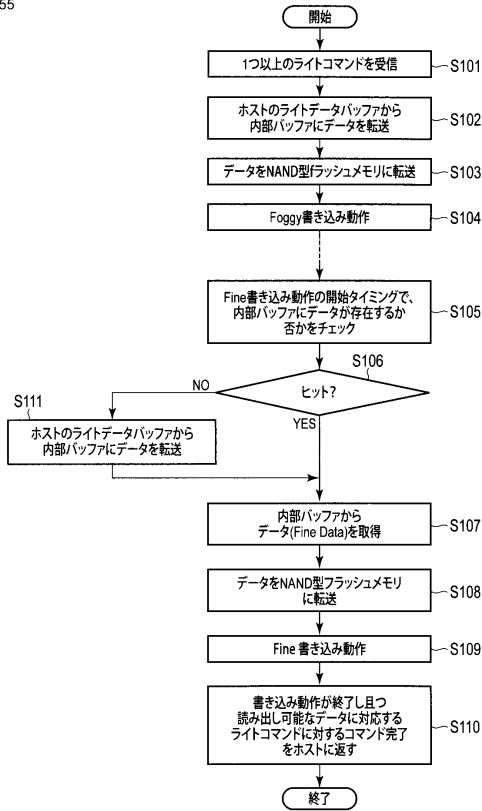 55
開始
1つ以上のライトコマンドを受信
S101
ホストのライトデータバッファから
内部バッファにデータを転送
S102
データをNAND型fラッシュメモリに転送
S103
Foggy書き込み動作
S104
Fine書き込み動作の開始タイミングで、
内部バッファにデータが存在するか
否かをチェック
S105
S106
ヒット?
NO
YES
S111
ホストのライトデータバッファから
内部バッファにデータを転送
内部バッファから
データ(Fine Data)を取得
S107
データをNAND型フラッシュメモリ
に転送
S108
Fine 書き込み動作
S109
書き込み動作が終了し且つ
読み出し可能なデータに対応する
ライトコマンドに対するコマンド完了
をホストに返す
S110
終了